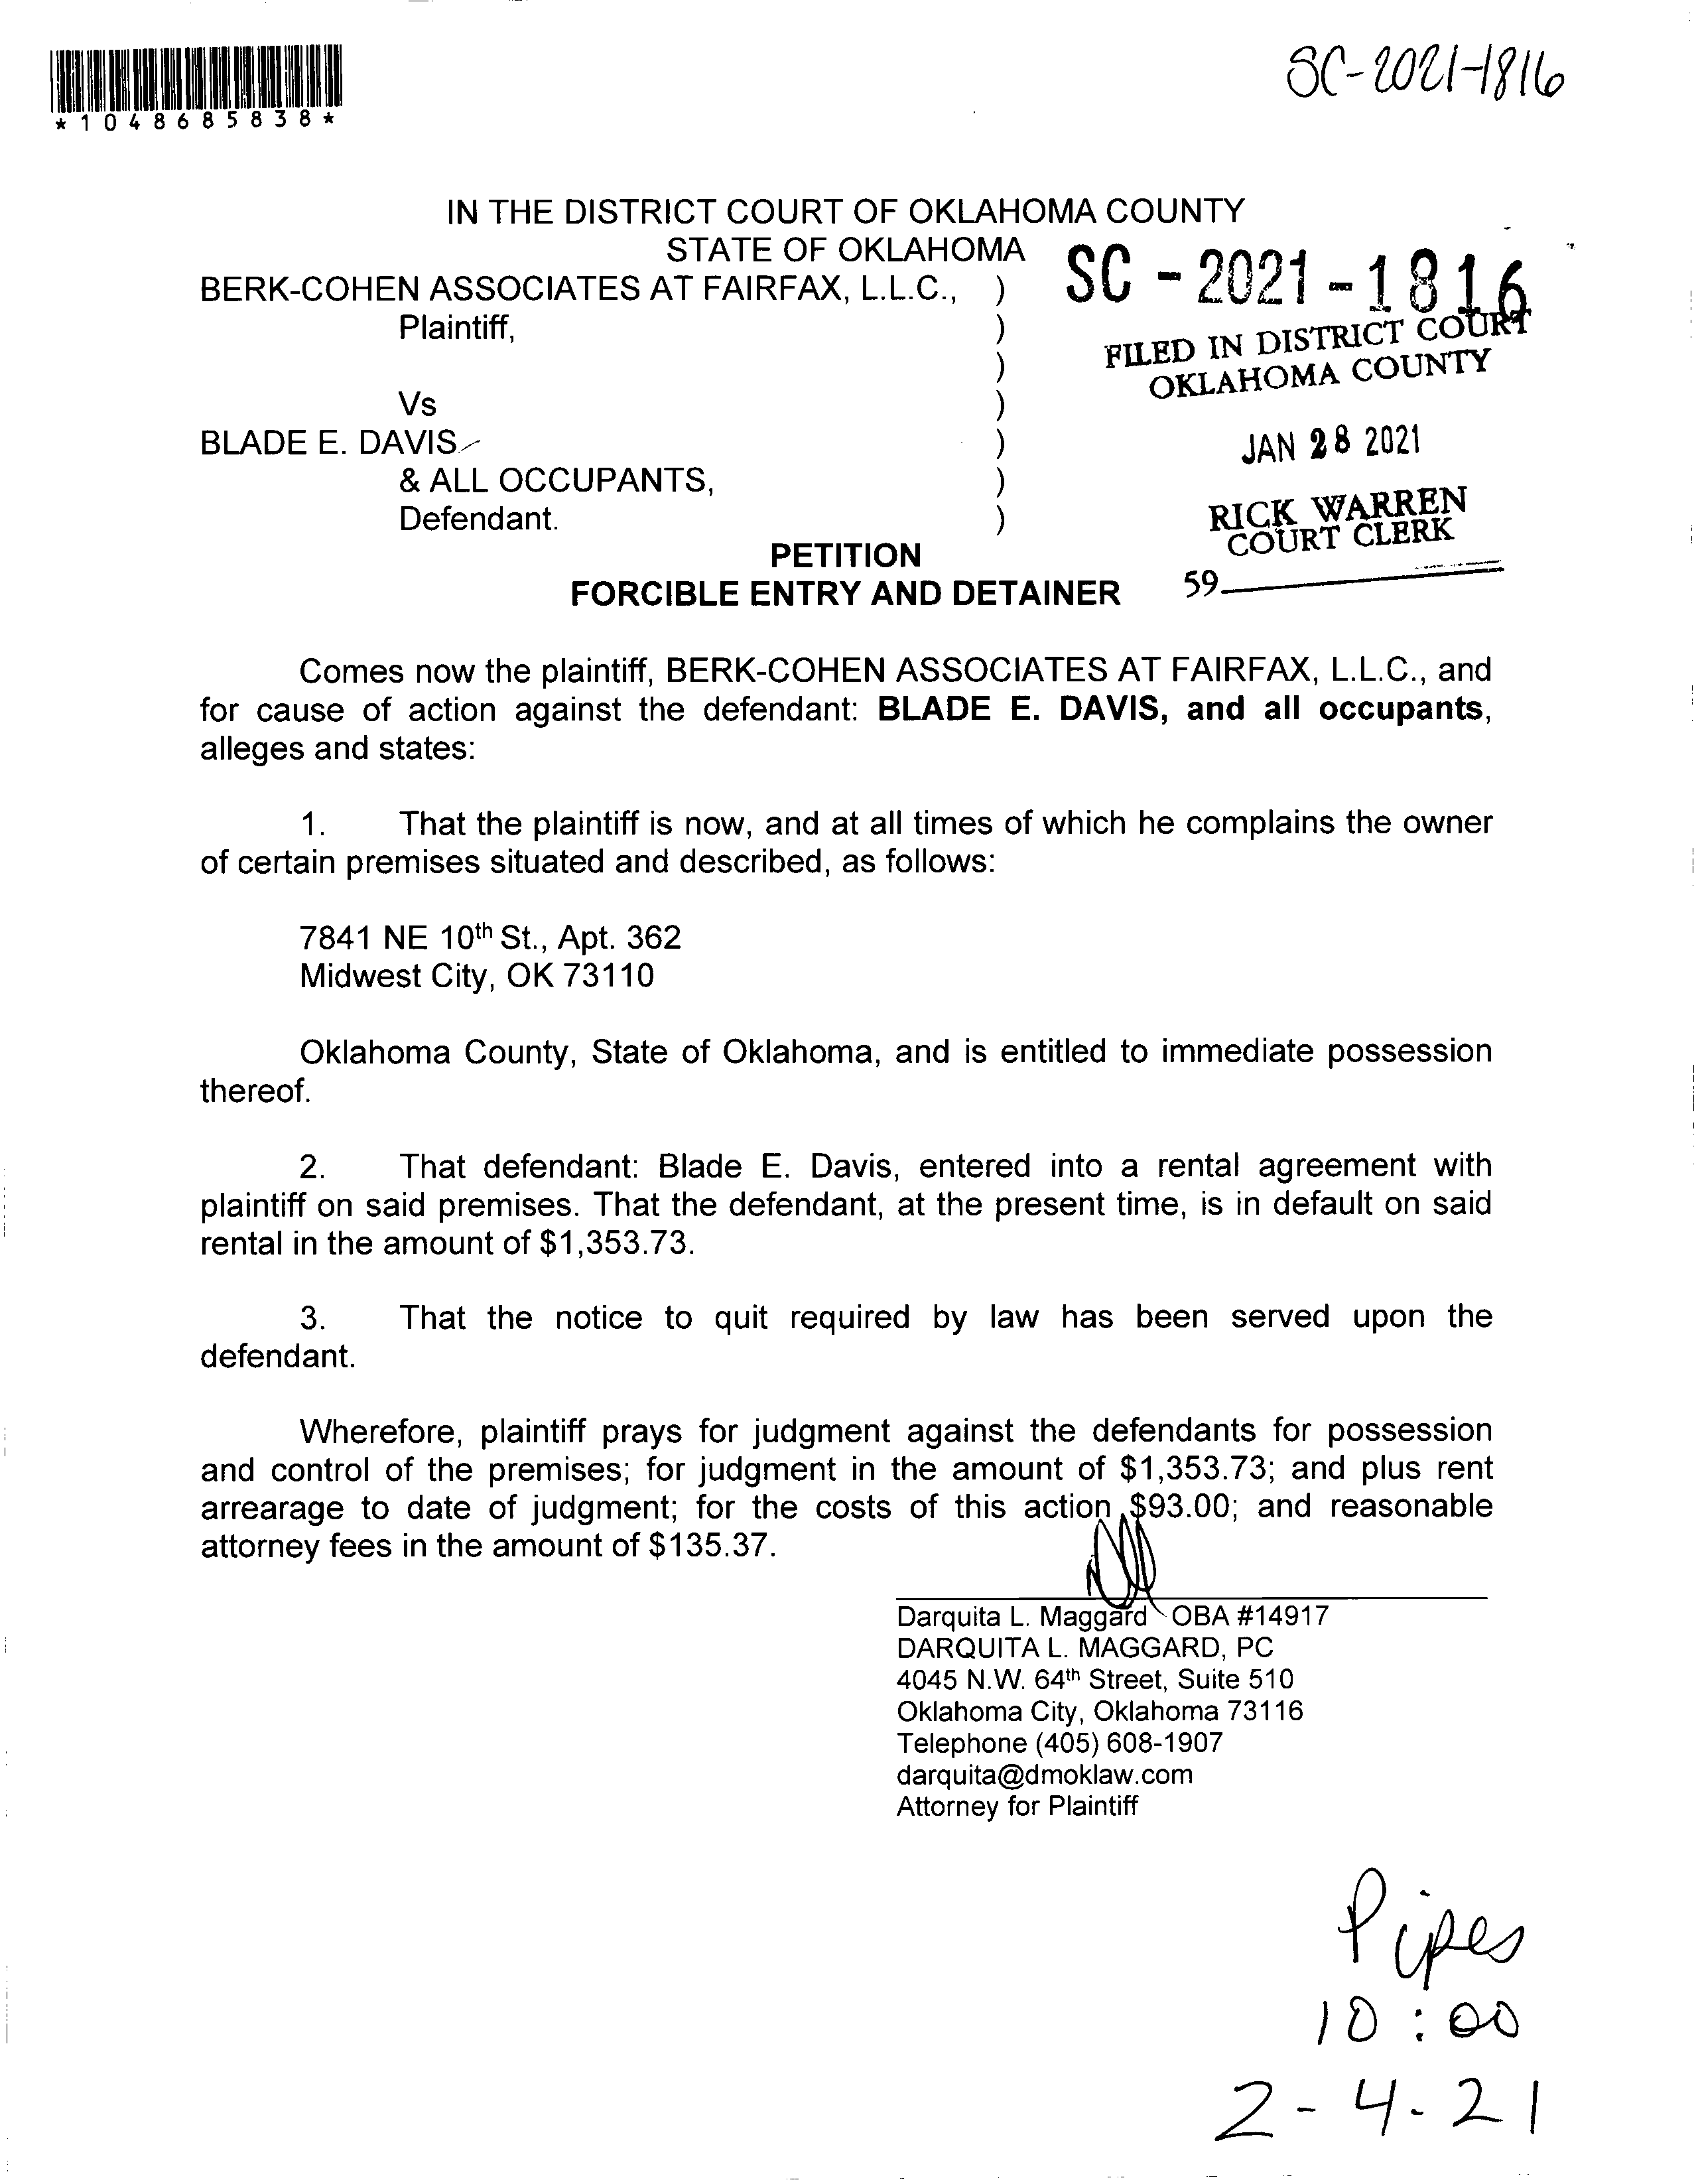 *1048685838*
SC-2021-1816
IN THE DISTRICT COURT OF OKLAHOMA COUNTY
STATE OF OKLAHOMA
SC - 2021 - 1816
BERK-COHEN ASSOCIATES AT FAIRFAX, L.L.C., )
Plaintiff, )
FILED IN DISTRICT COURT
)
OKLAHOMA COUNTY
Vs )
BLADE E. DAVIS )
JAN 28 2021
& ALL OCCUPANTS, )
Defendant. )
RICK WARREN
COURT CLERK
PETITION
FORCIBLE ENTRY AND DETAINER
59
Comes now the plaintiff, BERK-COHEN ASSOCIATES AT FAIRFAX, L.L.C., and
for cause of action against the defendant: BLADE E. DAVIS, and all occupants,
alleges and states:
1. That the plaintiff is now, and at all times of which he complains the owner
of certain premises situated and described, as follows:
7841 NE 10th St., Apt. 362
Midwest City, OK 73110
Oklahoma County, State of Oklahoma, and is entitled to immediate possession
thereof.
2. That defendant: Blade E. Davis, entered into a rental agreement with
plaintiff on said premises. That the defendant, at the present time, is in default on said
rental in the amount of $1,353.73.
3. That the notice to quit required by law has been served upon the
defendant.
Wherefore, plaintiff prays for judgment against the defendants for possession
and control of the premises; for judgment in the amount of $1,353.73; and plus rent
arrearage to date of judgment; for the costs of this action $93.00; and reasonable
attorney fees in the amount of $135.37.
Darquita L. Maggard OBA #14917
DARQUITA L. MAGGARD, PC
4045 N.W. 64th Street, Suite 510
Oklahoma City, Oklahoma 73116
Telephone (405) 608-1907
darquita@dmoklaw.com
Attorney for Plaintiff
Pipes
10:00
2-4-21